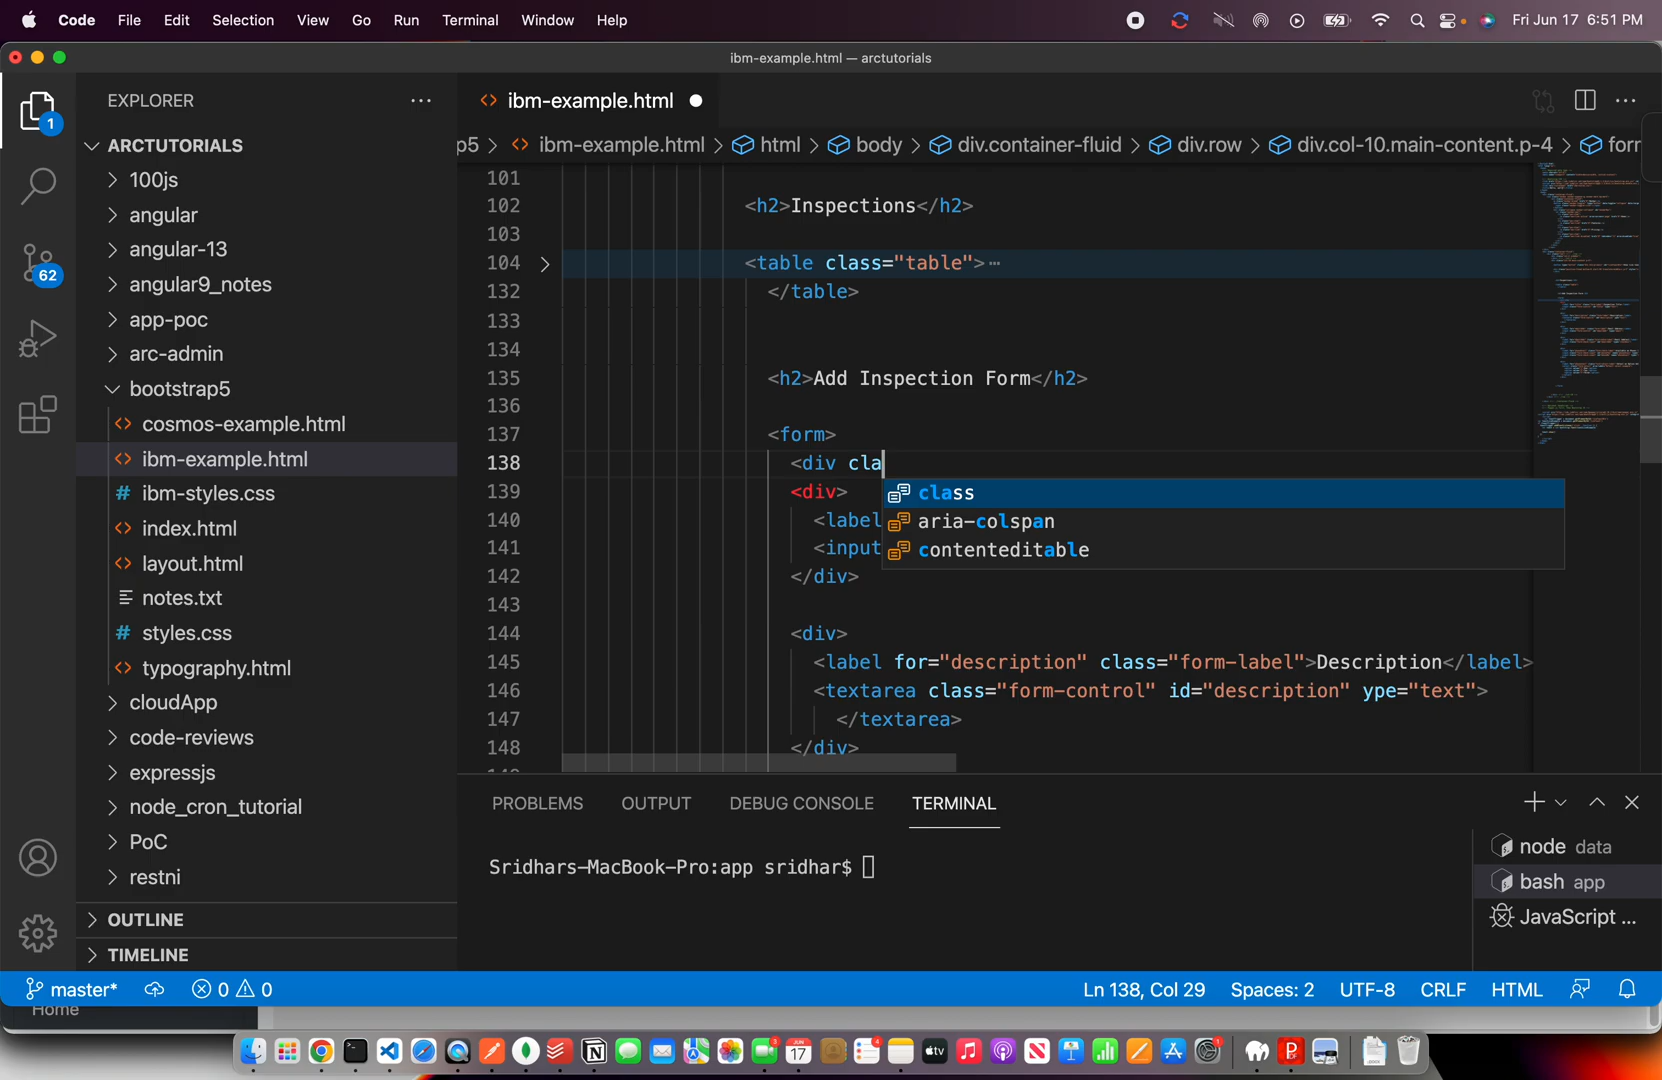 Code File Edit Selection View Go Run Terminal Window Help Fri Jun 17 6:51 PM
ibm-example.html — arctutorials
EXPLORER
ibm-example.html
p5 > ibm-example.html > html > body > div.container-fluid > div.row > div.col-10.main-content.p-4 > forr
1
62
ARCTUTORIALS
100js
angular
angular-13
angular9_notes
app-poc
arc-admin
bootstrap5
cosmos-example.html
ibm-example.html
ibm-styles.css
index.html
layout.html
notes.txt
styles.css
typography.html
cloudApp
code-reviews
expressjs
node_cron_tutorial
PoC
restni
OUTLINE
TIMELINE
101
102 <h2>Inspections</h2>
103
104 <table class="table">⋯
132 </table>
133
134
135 <h2>Add Inspection Form</h2>
136
137 <form>
138 <div cla
139 <div>
140 <label
141 <input
142 </div>
143
144 <div>
145 <label for="description" class="form-label">Description</label>
146 <textarea class="form-control" id="description" ype="text">
147 </textarea>
148 </div>
class
aria-colspan
contenteditable
PROBLEMS OUTPUT DEBUG CONSOLE TERMINAL
Sridhars-MacBook-Pro:app sridhar$
node data
bash app
JavaScript ...
master* 0 0 Ln 138, Col 29 Spaces: 2 UTF-8 CRLF HTML
Home